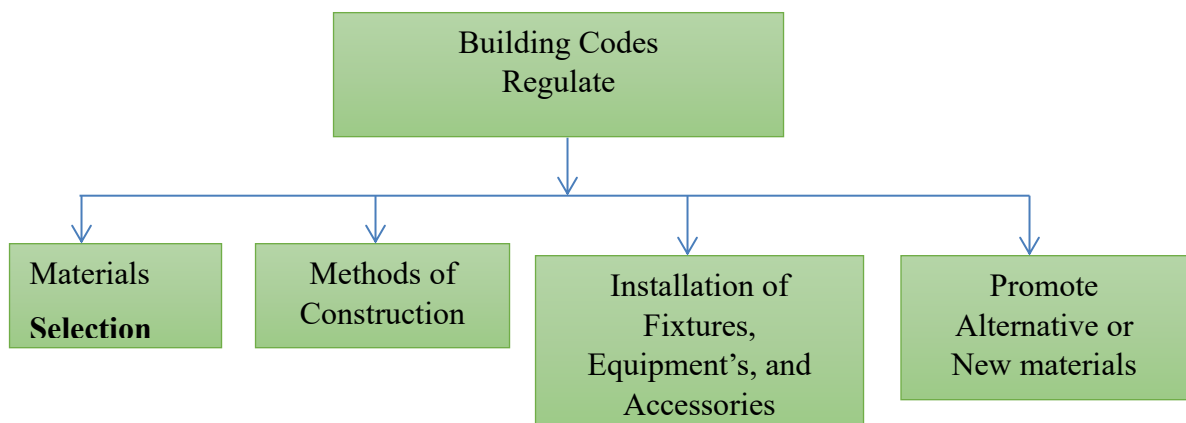 Building Codes
Regulate
Materials
Selection
Methods of
Construction
Installation of
Fixtures,
Equipment’s, and
Accessories
Promote
Alternative or
New materials